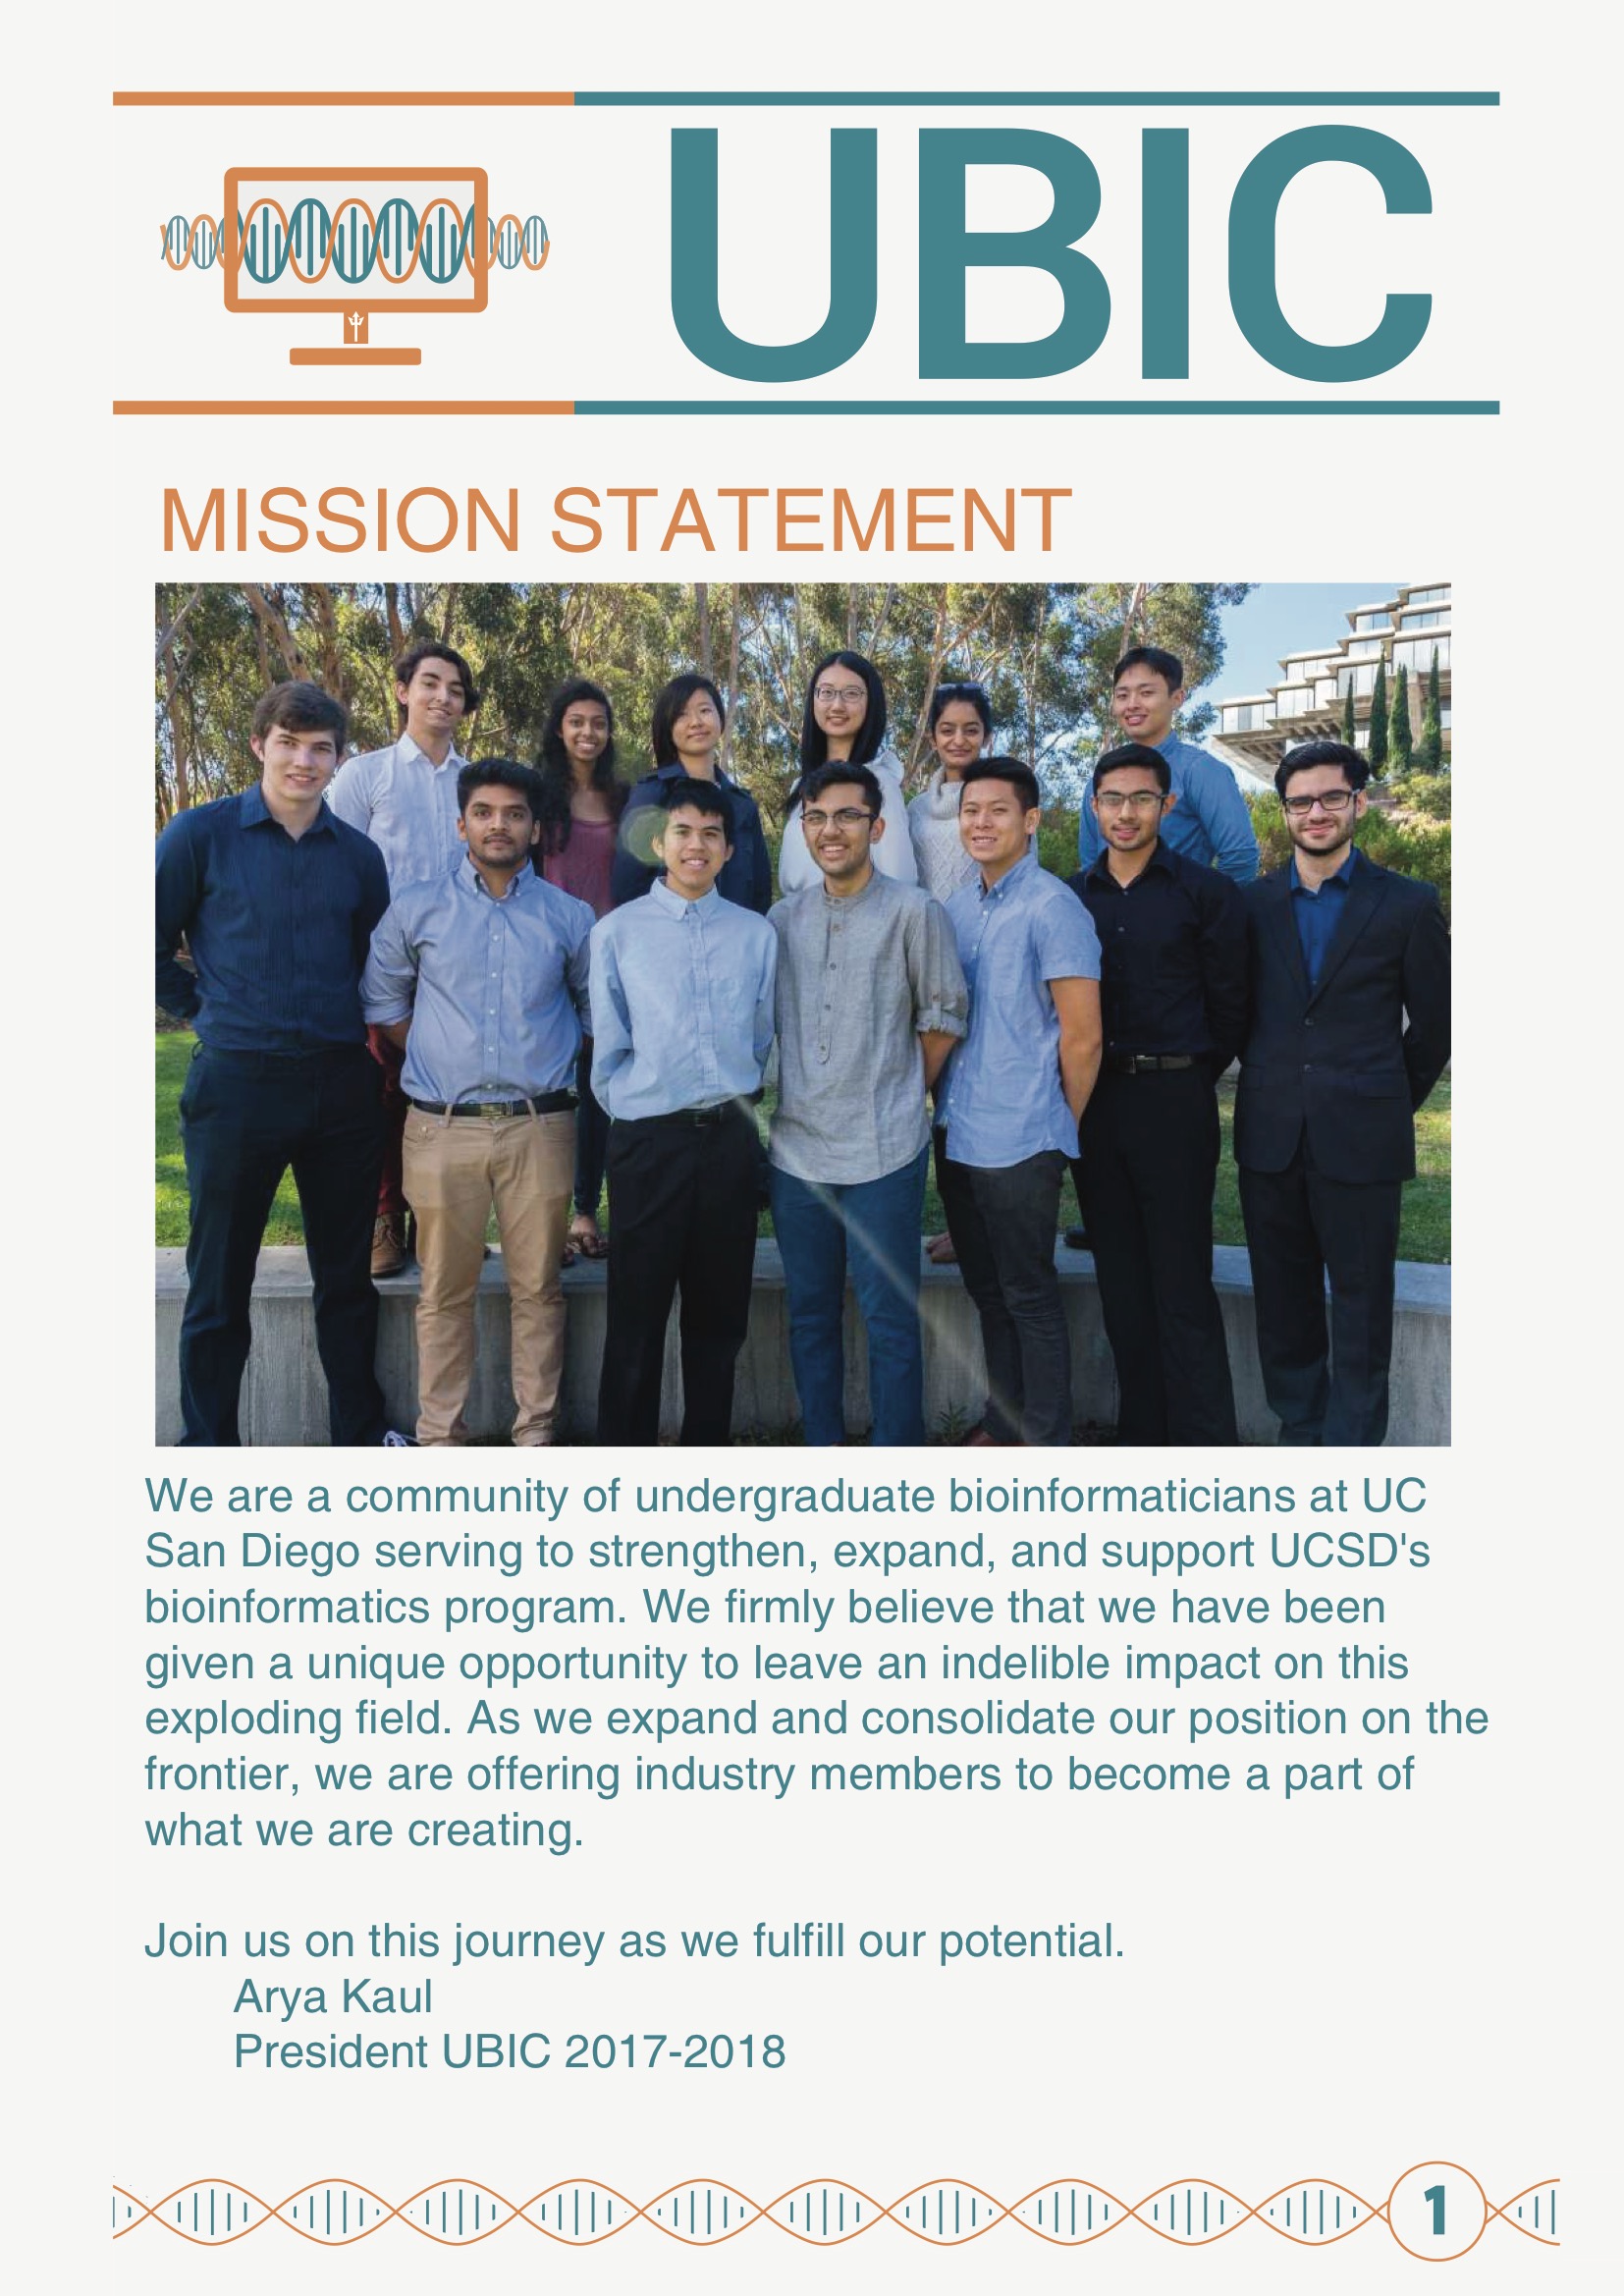 UBIC
MISSION STATEMENT
We are a community of undergraduate bioinformaticians at UC
San Diego serving to strengthen, expand, and support UCSD's
bioinformatics program. We firmly believe that we have been
given a unique opportunity to leave an indelible impact on this
exploding field. As we expand and consolidate our position on the
frontier, we are offering industry members to become a part of
what we are creating.
Join us on this journey as we fulfill our potential.
Arya Kaul
President UBIC 2017-2018
1